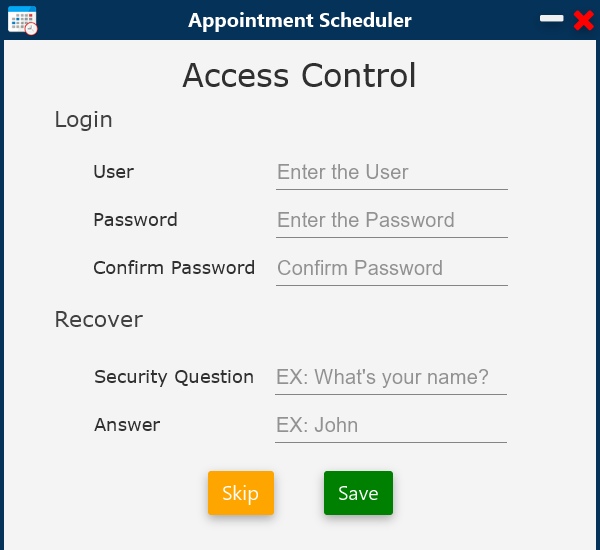 Appointment Scheduler
Access Control
Login
User Enter the User
Password Enter the Password
Confirm Password Confirm Password
Recover
Security Question EX: What's your name?
Answer EX: John
Skip Save